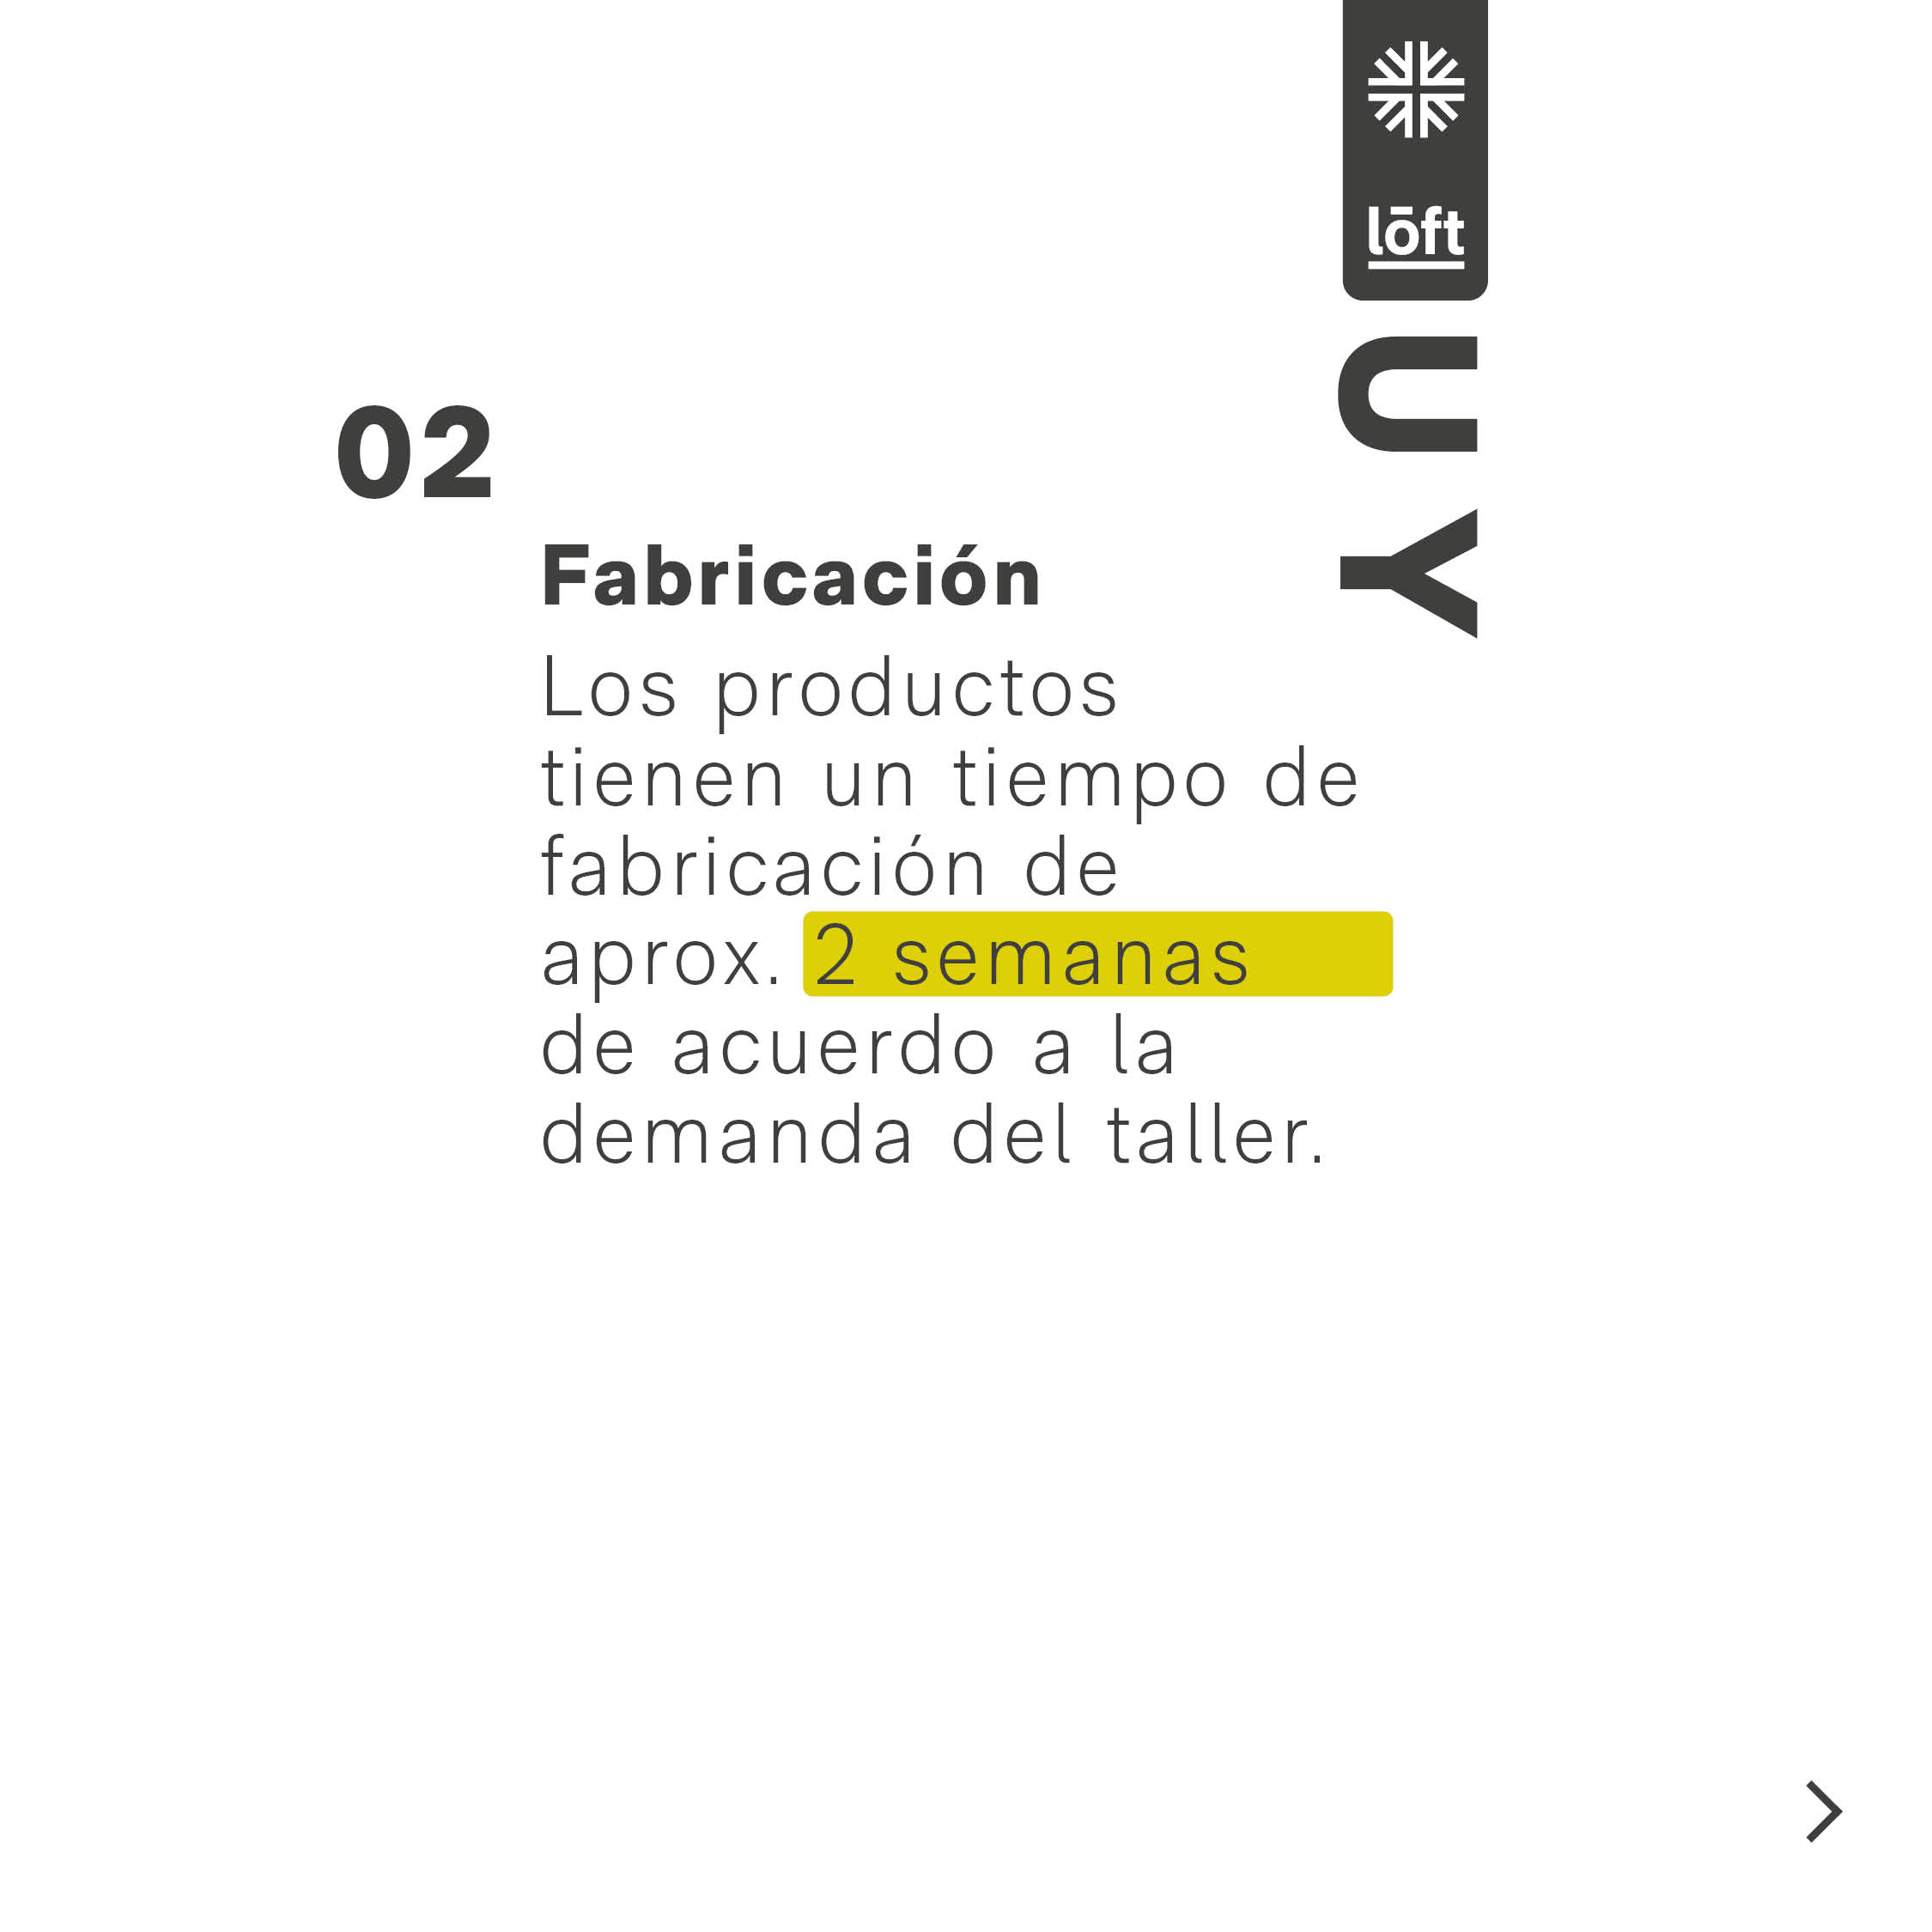 lōft
UY
02
Fabricación
Los productos
tienen un tiempo de
fabricación de
aprox. 2 semanas
de acuerdo a la
demanda del taller.